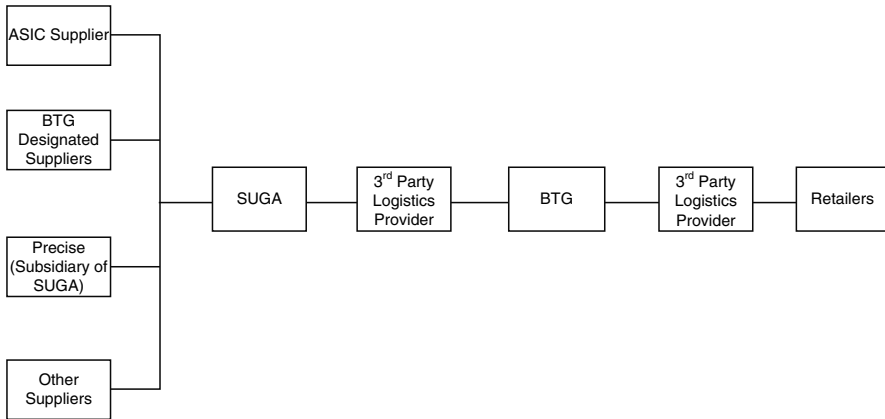 ASIC Supplier
BTG
Designated
Suppliers
Precise
(Subsidiary of
SUGA)
Other
Suppliers
SUGA
3rd Party
Logistics
Provider
BTG
3rd Party
Logistics
Provider
Retailers